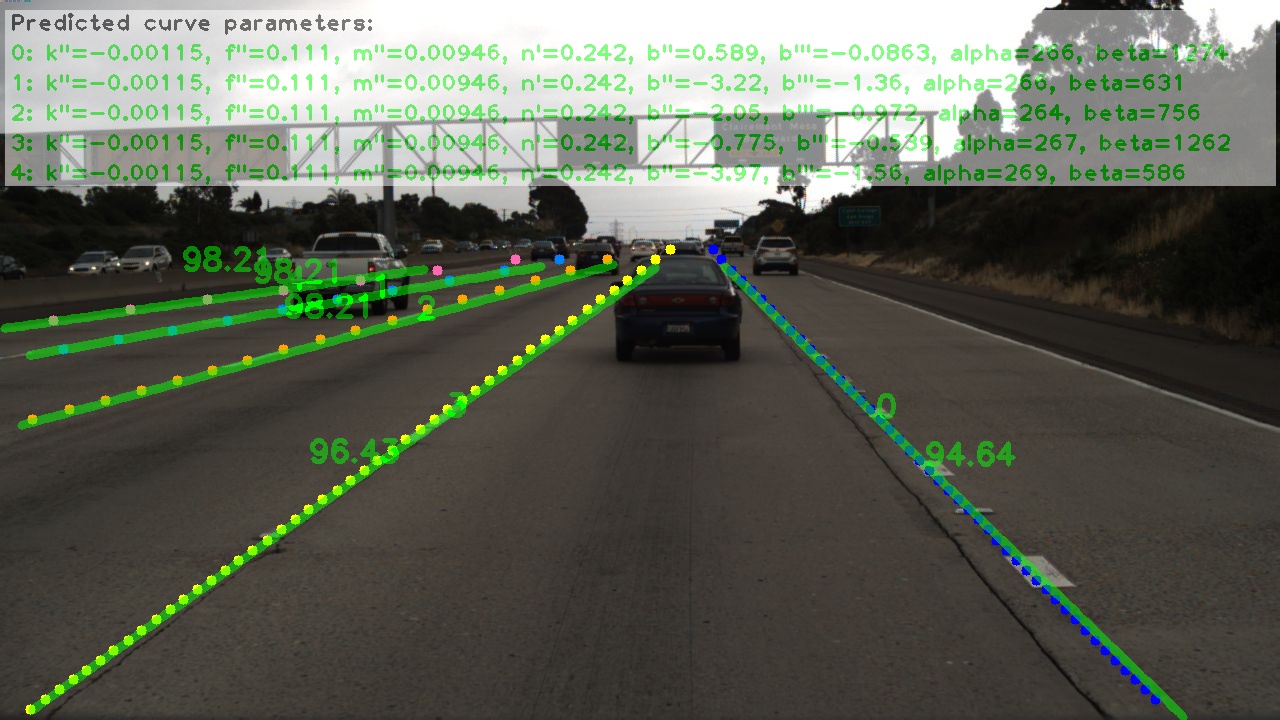 Predicted curve parameters:
0: k''=-0.00115, f''=0.111, m''=0.00946, n'=0.242, b''=0.589, b'''=-0.0863, alpha=266, beta=1274
1: k''=-0.00115, f''=0.111, m''=0.00946, n'=0.242, b''=-3.22, b'''=-1.36, alpha=266, beta=631
2: k''=-0.00115, f''=0.111, m''=0.00946, n'=0.242, b''=-2.05, b'''=-0.972, alpha=264, beta=756
Clairemont Mesa
3: k''=-0.00115, f''=0.111, m''=0.00946, n'=0.242, b''=-0.775, b'''=-0.539, alpha=267, beta=1262
4: k''=-0.00115, f''=0.111, m''=0.00946, n'=0.242, b''=-3.97, b'''=-1.56, alpha=269, beta=586
98.21
98.21
98.21
1
2
3
0
96.43
94.64